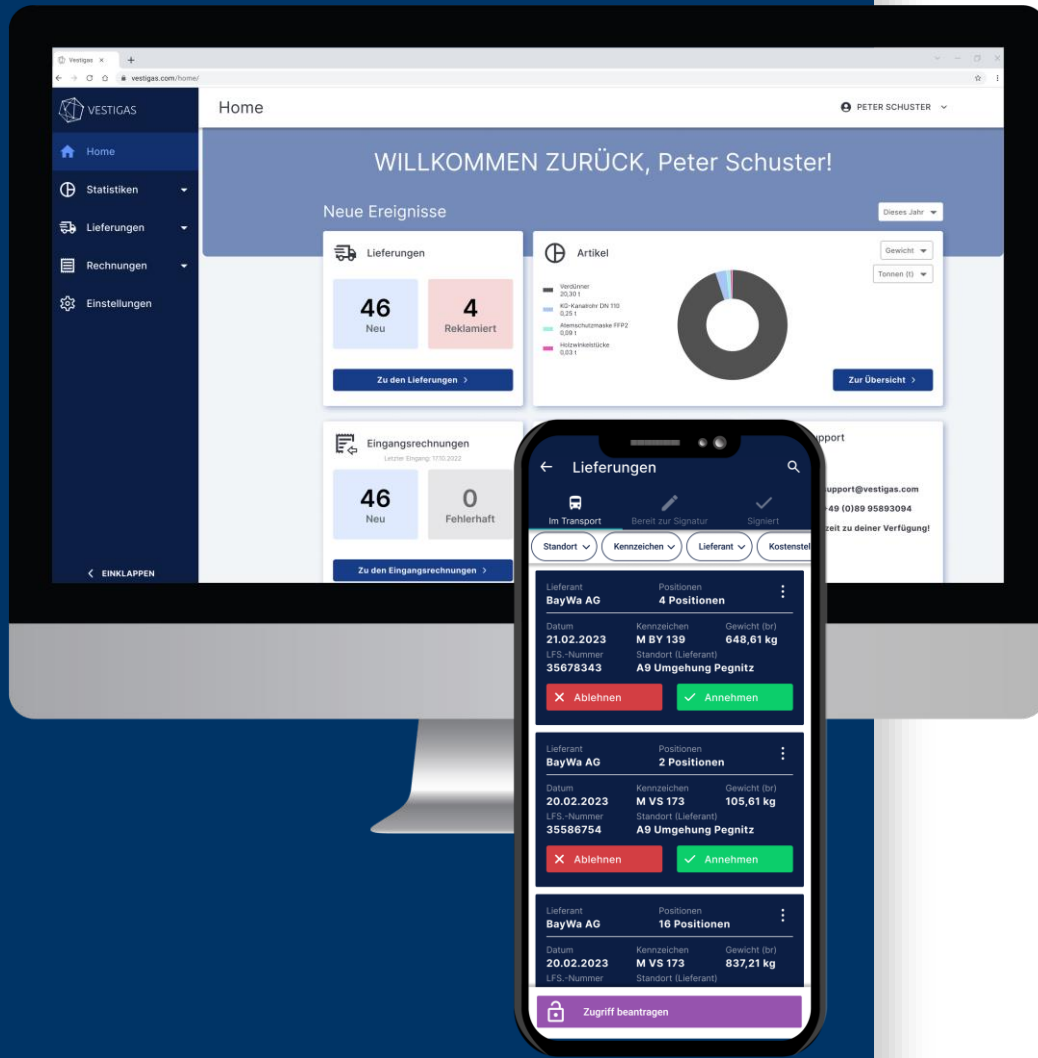 Vestigas
vestigas.com/home/
VESTIGAS
Home
PETER SCHUSTER
Home
Statistiken
Lieferungen
Rechnungen
Einstellungen
EINKLAPPEN
WILLKOMMEN ZURÜCK, Peter Schuster!
Neue Ereignisse
Dieses Jahr
Lieferungen
46
Neu
4
Reklamiert
Zu den Lieferungen
Artikel
Gewicht
Tonnen (t)
Verdünner
20,30 t
KG-Kanalrohr DN 110
0,25 t
Atemschutzmaske FFP2
0,09 t
Holzwinkelstücke
0,03 t
Zur Übersicht
Eingangsrechnungen
Letzter Eingang: 17.10.2022
46
Neu
0
Fehlerhaft
Zu den Eingangsrechnungen
pport
upport@vestigas.com
+49 (0)89 95893094
zeit zu deiner Verfügung!
Lieferungen
Im Transport
Bereit zur Signatur
Signiert
Standort
Kennzeichen
Lieferant
Kostenstel
Lieferant Positionen
BayWa AG 4 Positionen
Datum Kennzeichen Gewicht (br)
21.02.2023 M BY 139 648,61 kg
LFS.-Nummer Standort (Lieferant)
35678343 A9 Umgehung Pegnitz
Ablehnen Annehmen
Lieferant Positionen
BayWa AG 2 Positionen
Datum Kennzeichen Gewicht (br)
20.02.2023 M VS 173 105,61 kg
LFS.-Nummer Standort (Lieferant)
35586754 A9 Umgehung Pegnitz
Ablehnen Annehmen
Lieferant Positionen
BayWa AG 16 Positionen
Datum Kennzeichen Gewicht (br)
20.02.2023 M VS 173 837,21 kg
LFS.-Nummer Standort (Lieferant)
Zugriff beantragen